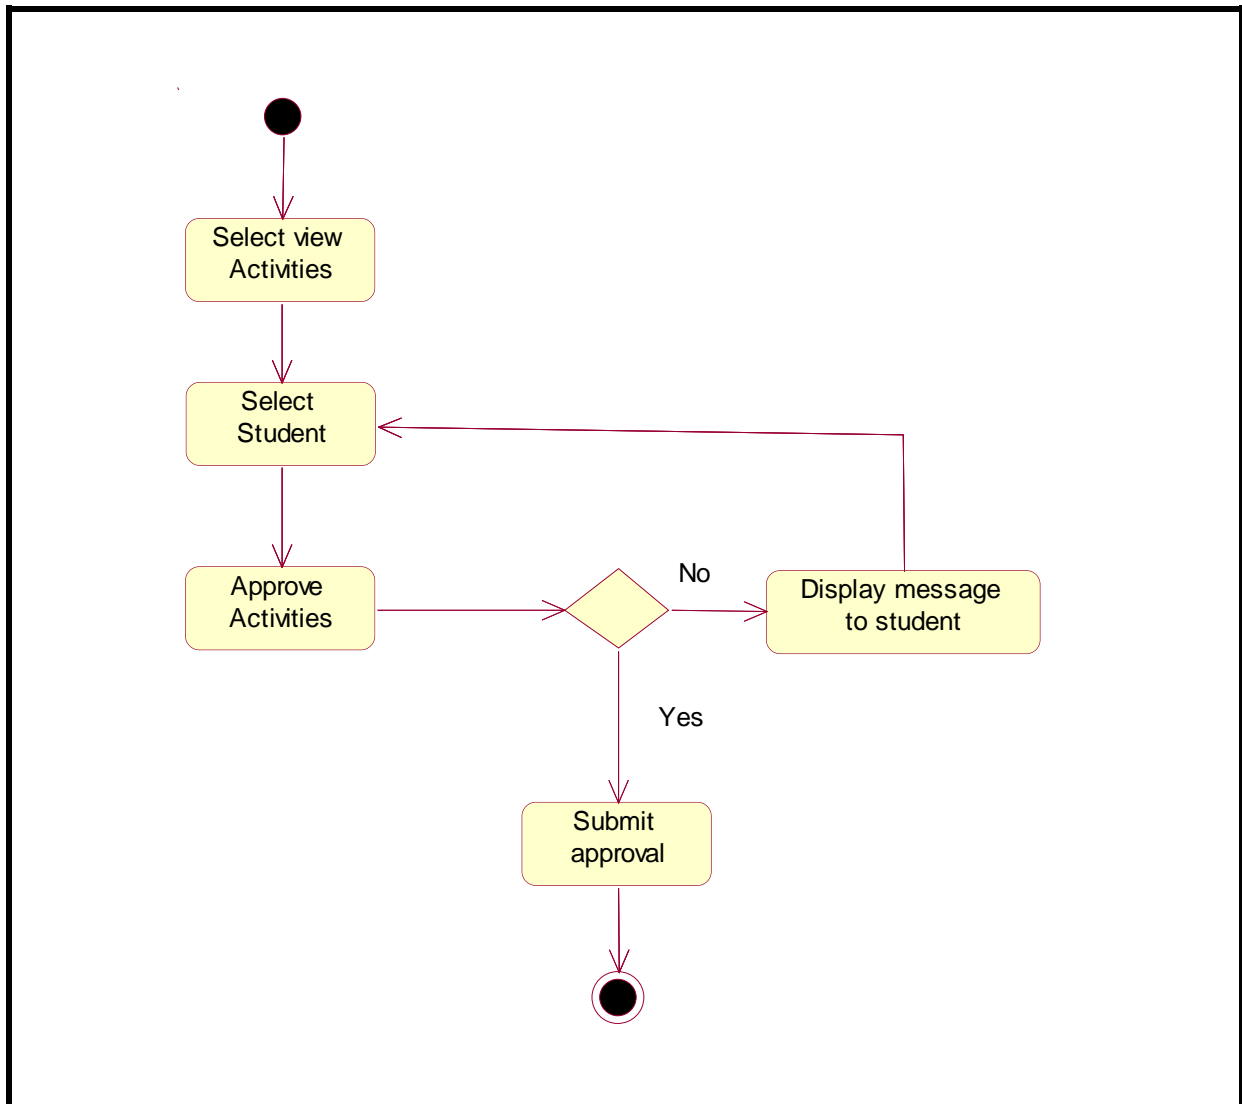 Select view
Activities
Select
Student
Approve
Activities
No
Display message
to student
Yes
Submit
approval